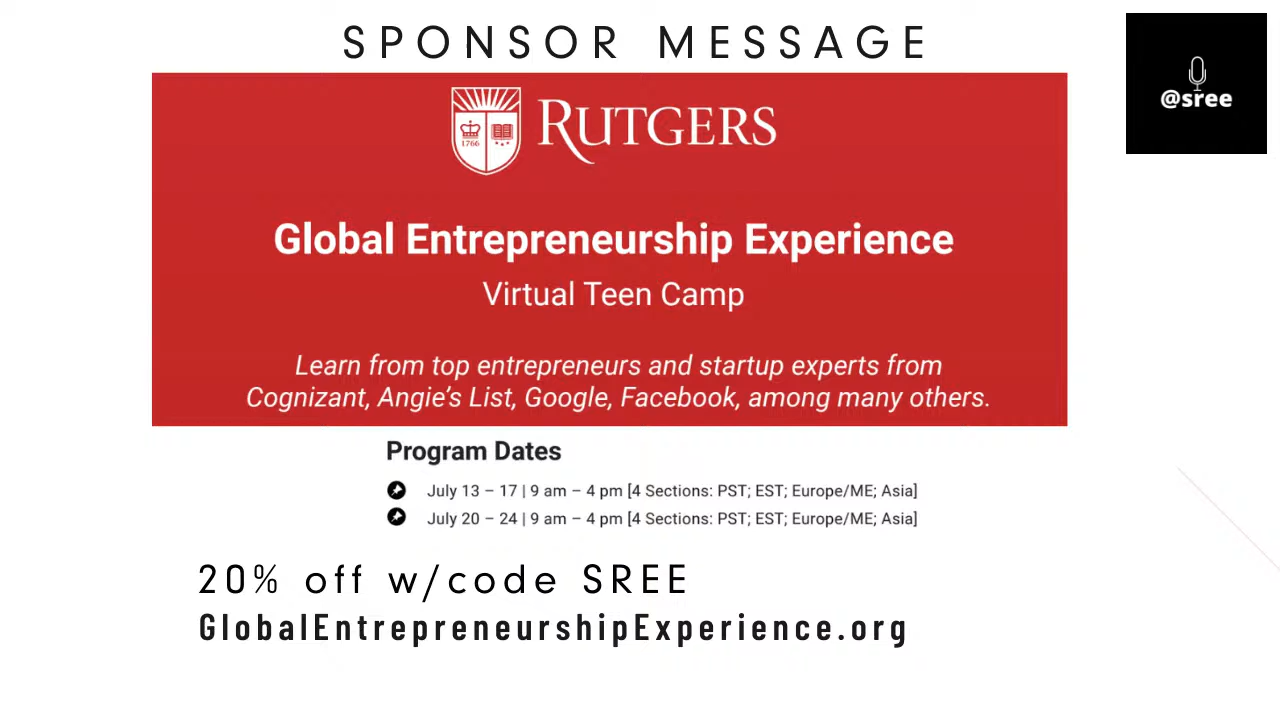 SPONSOR MESSAGE
@sree
1766
RUTGERS
Global Entrepreneurship Experience
Virtual Teen Camp
Learn from top entrepreneurs and startup experts from
Cognizant, Angie's List, Google, Facebook, among many others.
Program Dates
July 13 – 17 | 9 am – 4 pm [4 Sections: PST; EST; Europe/ME; Asia]
July 20 – 24 | 9 am – 4 pm [4 Sections: PST; EST; Europe/ME; Asia]
20% off w/code SREE
GlobalEntrepreneurshipExperience.org